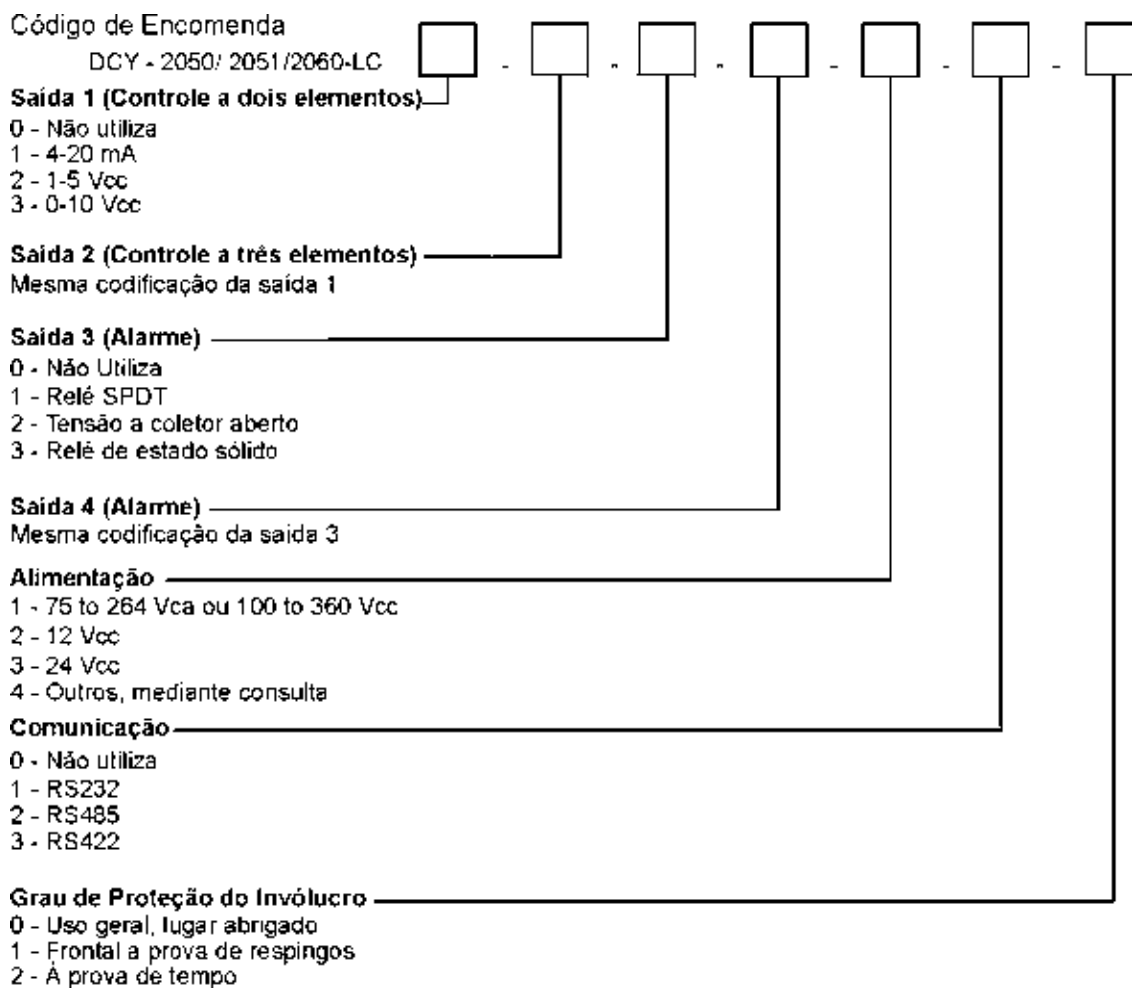 Código de Encomenda
DCY - 2050/ 2051/2060-LC - - - - - -
Saída 1 (Controle a dois elementos)
0 - Não utiliza
1 - 4-20 mA
2 - 1-5 Vcc
3 - 0-10 Vcc
Saída 2 (Controle a três elementos)
Mesma codificação da saída 1
Saída 3 (Alarme)
0 - Não Utiliza
1 - Relé SPDT
2 - Tensão a coletor aberto
3 - Relé de estado sólido
Saída 4 (Alarme)
Mesma codificação da saída 3
Alimentação
1 - 75 to 264 Vca ou 100 to 360 Vcc
2 - 12 Vcc
3 - 24 Vcc
4 - Outros, mediante consulta
Comunicação
0 - Não utiliza
1 - RS232
2 - RS485
3 - RS422
Grau de Proteção do Invólucro
0 - Uso geral, lugar abrigado
1 - Frontal a prova de respingos
2 - À prova de tempo